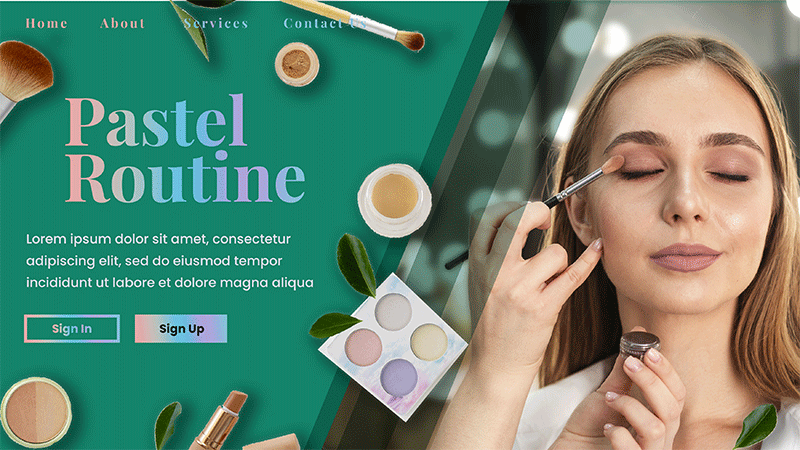 Home About Services Contact Us
Pastel
Routine
Lorem ipsum dolor sit amet, consectetur
adipiscing elit, sed do eiusmod tempor
incididunt ut labore et dolore magna aliqua
Sign In Sign Up